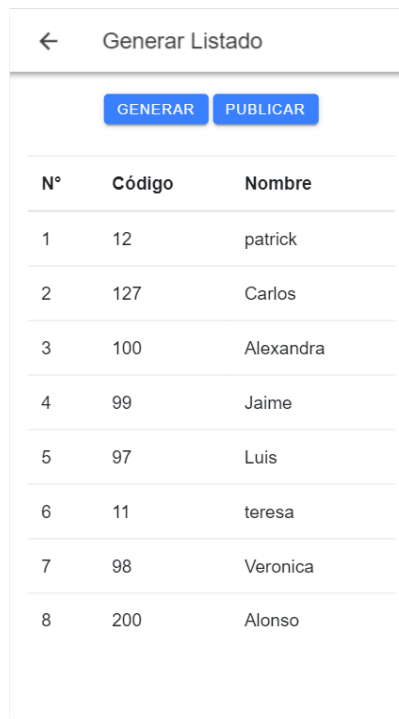 Generar Listado
GENERAR PUBLICAR
N° Código Nombre
1 12 patrick
2 127 Carlos
3 100 Alexandra
4 99 Jaime
5 97 Luis
6 11 teresa
7 98 Veronica
8 200 Alonso